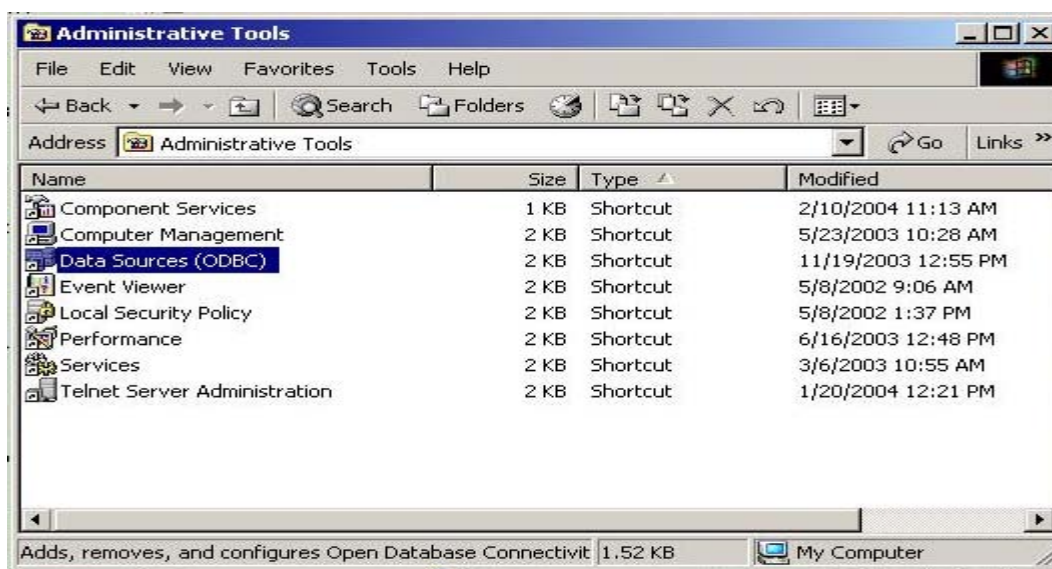 Administrative Tools
File Edit View Favorites Tools Help
Back Search Folders
Address Administrative Tools Go Links »
Name Size Type Modified
Component Services 1 KB Shortcut 2/10/2004 11:13 AM
Computer Management 2 KB Shortcut 5/23/2003 10:28 AM
Data Sources (ODBC) 2 KB Shortcut 11/19/2003 12:55 PM
Event Viewer 2 KB Shortcut 5/8/2002 9:06 AM
Local Security Policy 2 KB Shortcut 5/8/2002 1:37 PM
Performance 2 KB Shortcut 6/16/2003 12:48 PM
Services 2 KB Shortcut 3/6/2003 10:55 AM
Telnet Server Administration 2 KB Shortcut 1/20/2004 12:21 PM
Adds, removes, and configures Open Database Connectivit 1.52 KB My Computer